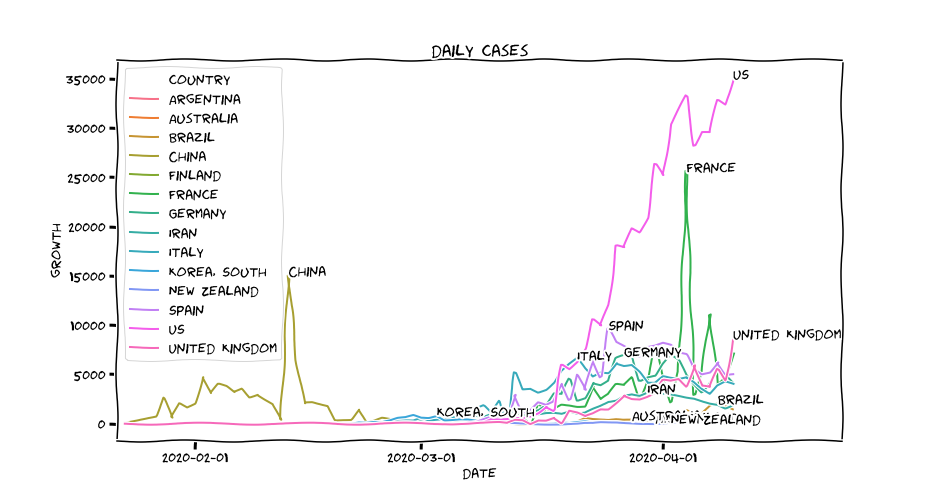 DAILY CASES
GROWTH
35000
30000
25000
20000
15000
10000
5000
0
COUNTRY
ARGENTINA
AUSTRALIA
BRAZIL
CHINA
FINLAND
FRANCE
GERMANY
IRAN
ITALY
KOREA, SOUTH
NEW ZEALAND
SPAIN
US
UNITED KINGDOM
US
FRANCE
CHINA
SPAIN
UNITED KINGDOM
ITALY
GERMANY
IRAN
BRAZIL
KOREA, SOUTH
NEW ZEALAND
2020-02-01
2020-03-01
2020-04-01
DATE